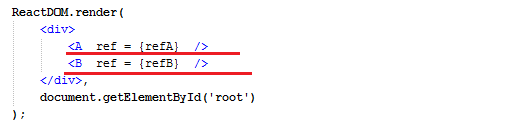 ReactDOM.render(
<div>
<A ref = {refA} />
<B ref = {refB} />
</div>,
document.getElementById('root')
);